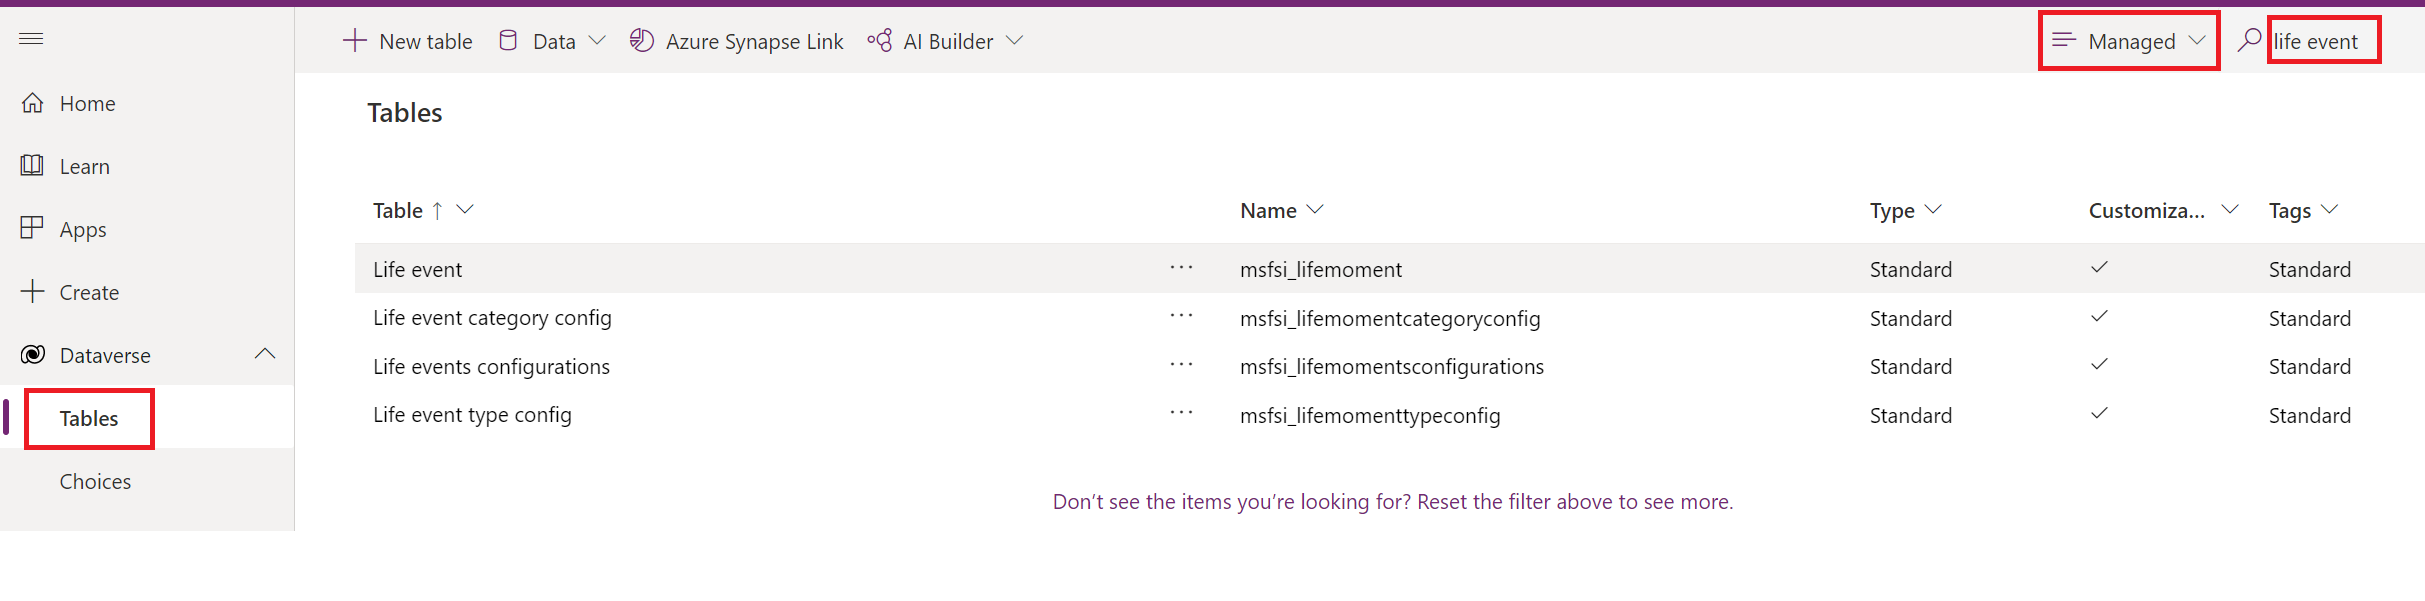 New table Data Azure Synapse Link AI Builder Managed life event
Home
Learn
Apps
Create
Dataverse
Tables
Choices
Tables
Table ↑ Name Type Customiza... Tags
Life event ... msfsi_lifemoment Standard ✓ Standard
Life event category config ... msfsi_lifemomentcategoryconfig Standard ✓ Standard
Life events configurations ... msfsi_lifemomentsconfigurations Standard ✓ Standard
Life event type config ... msfsi_lifemomenttypeconfig Standard ✓ Standard
Don’t see the items you’re looking for? Reset the filter above to see more.